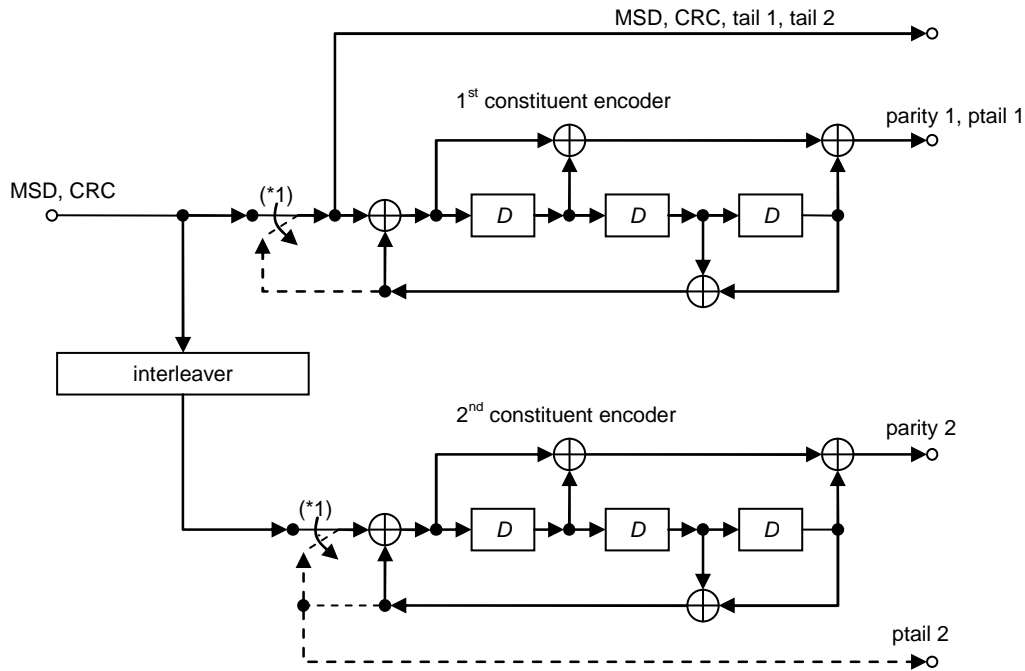 MSD, CRC, tail 1, tail 2
1st constituent encoder
parity 1, ptail 1
MSD, CRC
(*1)
D
D
D
interleaver
2nd constituent encoder
parity 2
(*1)
D
D
D
ptail 2